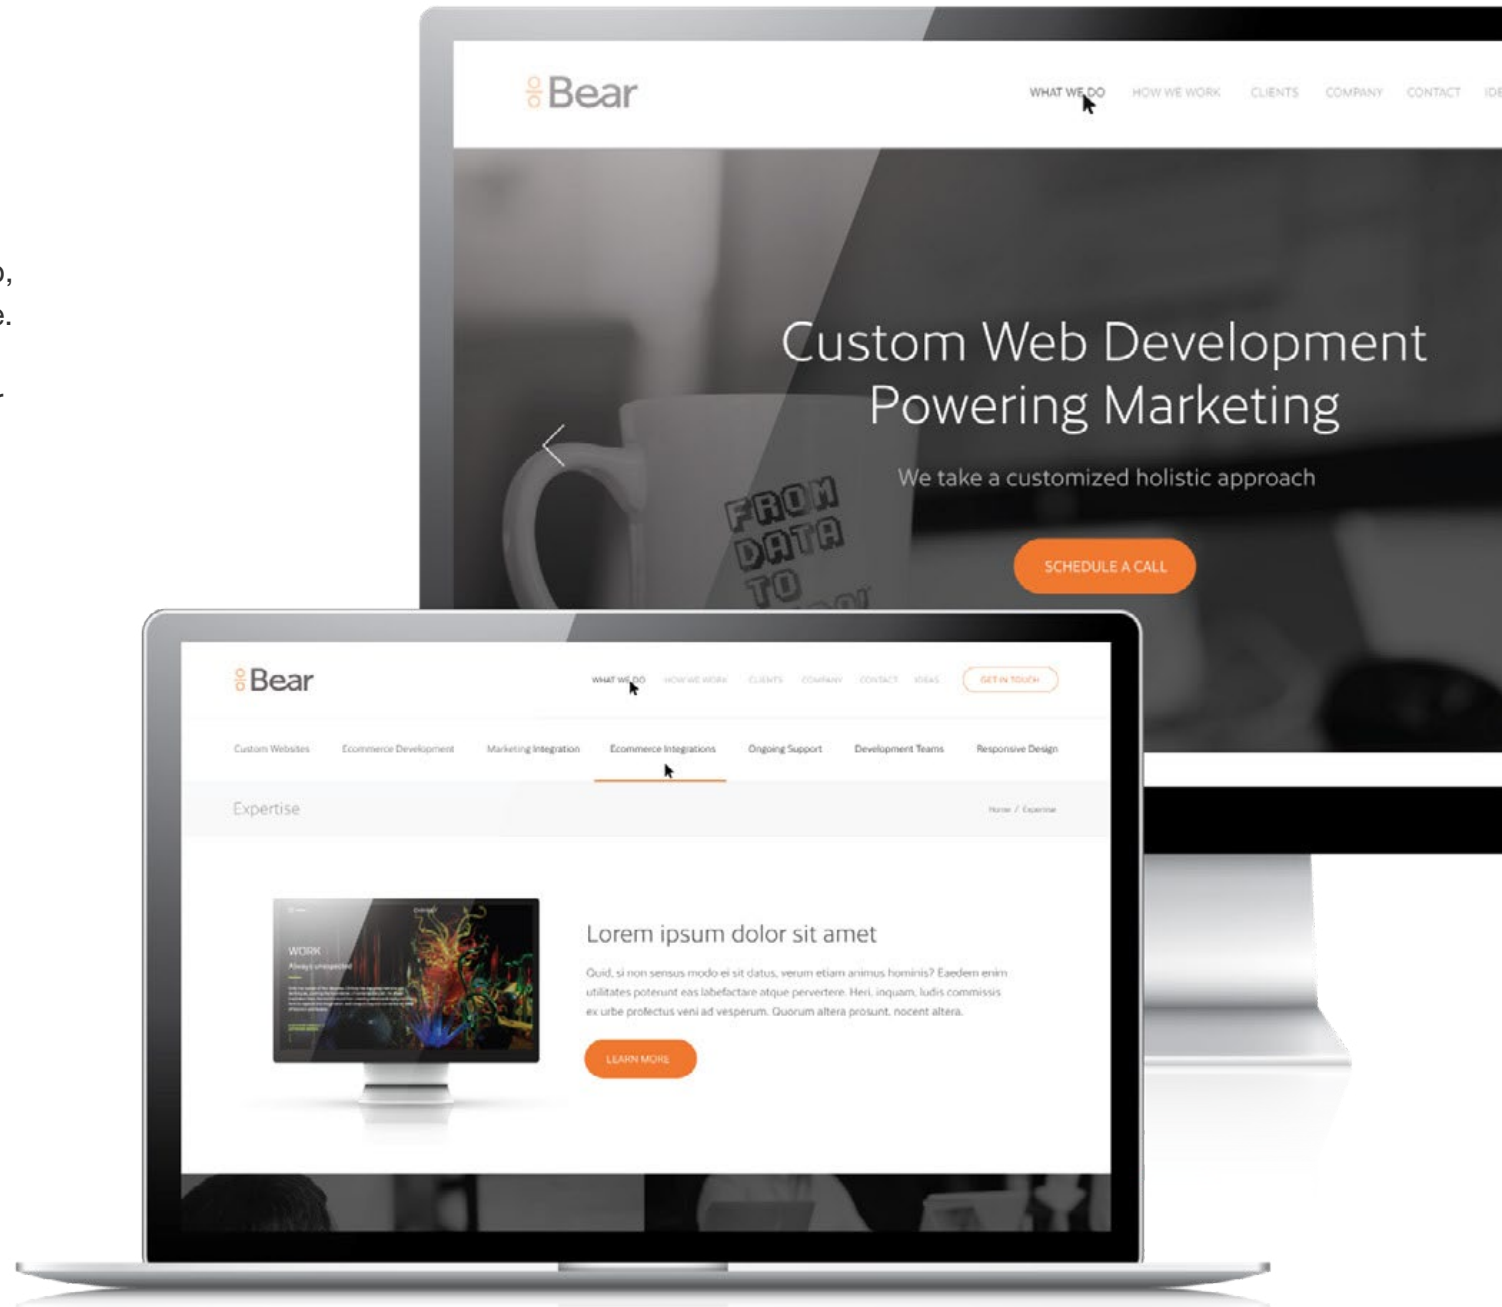 Bear
WHAT WE DO HOW WE WORK CLIENTS COMPANY CONTACT
o,
e.
r
Custom Web Development
Powering Marketing
We take a customized holistic approach
FROM
DATA
TO
SCHEDULE A CALL
Bear
WHAT WE DO HOW WE WORK CLIENTS COMPANY CONTACT IDEAS GET IN TOUCH
Custom Websites Ecommerce Development Marketing Integration Ecommerce Integrations Ongoing Support Development Teams Responsive Design
Expertise
Home / Expertise
WORK
Always unexpected
Lorem ipsum dolor sit amet
Quid, si non sensus modo ei sit datus, verum etiam animus hominis? Eaedem enim
utilitates poterunt eas labefactare atque pervertere. Heri, inquam, ludis commissis
ex urbe profectus veni ad vesperum. Quorum altera prosunt, nocent altera.
LEARN MORE